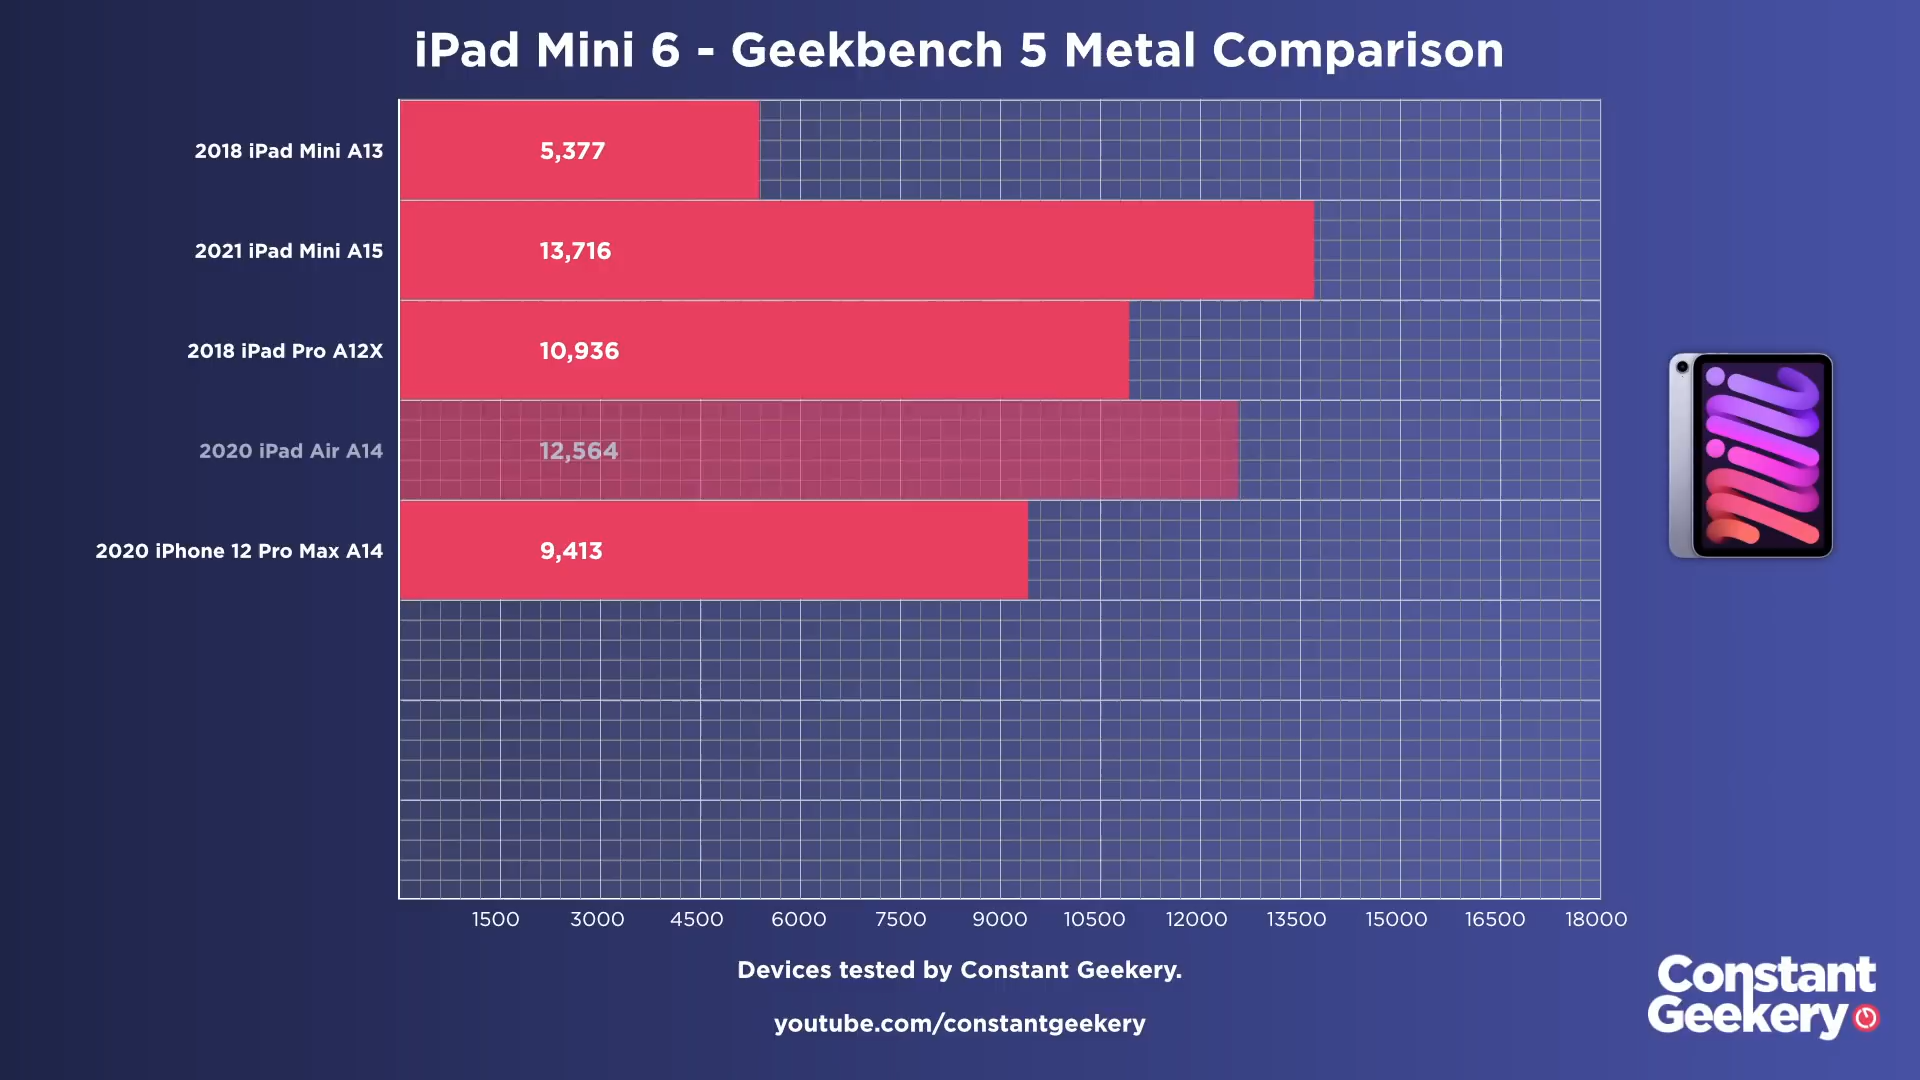 iPad Mini 6 - Geekbench 5 Metal Comparison
2018 iPad Mini A13
5,377
2021 iPad Mini A15
13,716
2018 iPad Pro A12X
10,936
2020 iPad Air A14
12,564
2020 iPhone 12 Pro Max A14
9,413
1500 3000 4500 6000 7500 9000 10500 12000 13500 15000 16500 18000
Devices tested by Constant Geekery.
youtube.com/constantgeekery
Constant
Geekery